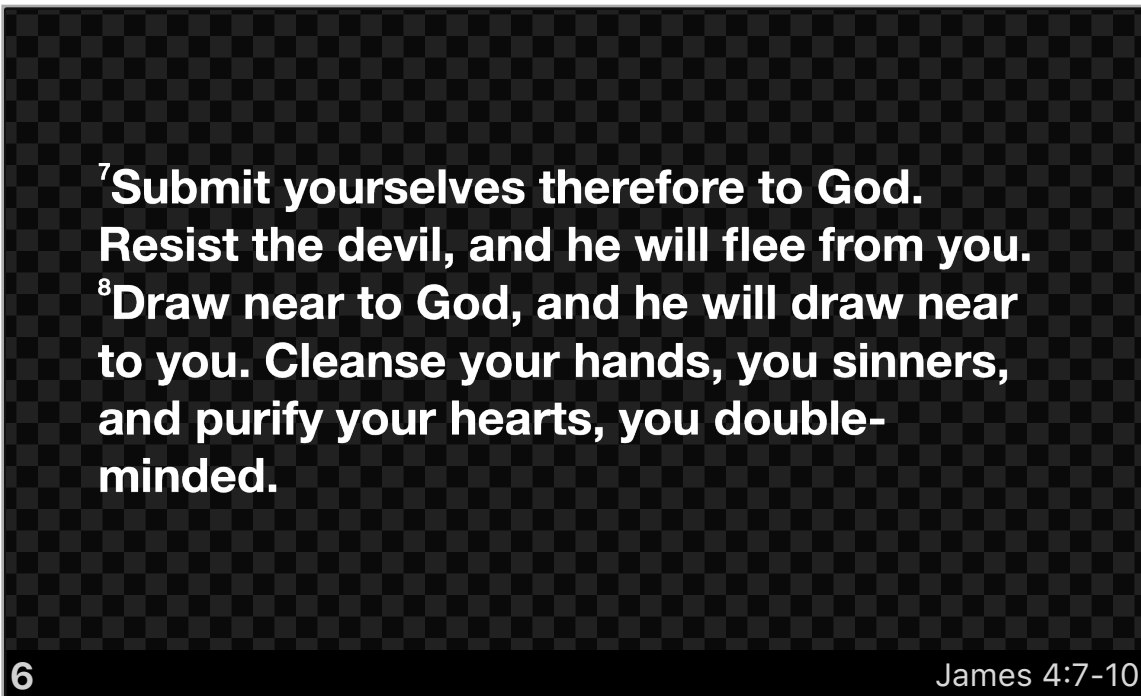 ⁷Submit yourselves therefore to God.
Resist the devil, and he will flee from you.
⁸Draw near to God, and he will draw near
to you. Cleanse your hands, you sinners,
and purify your hearts, you double-
minded.
6
James 4:7-10